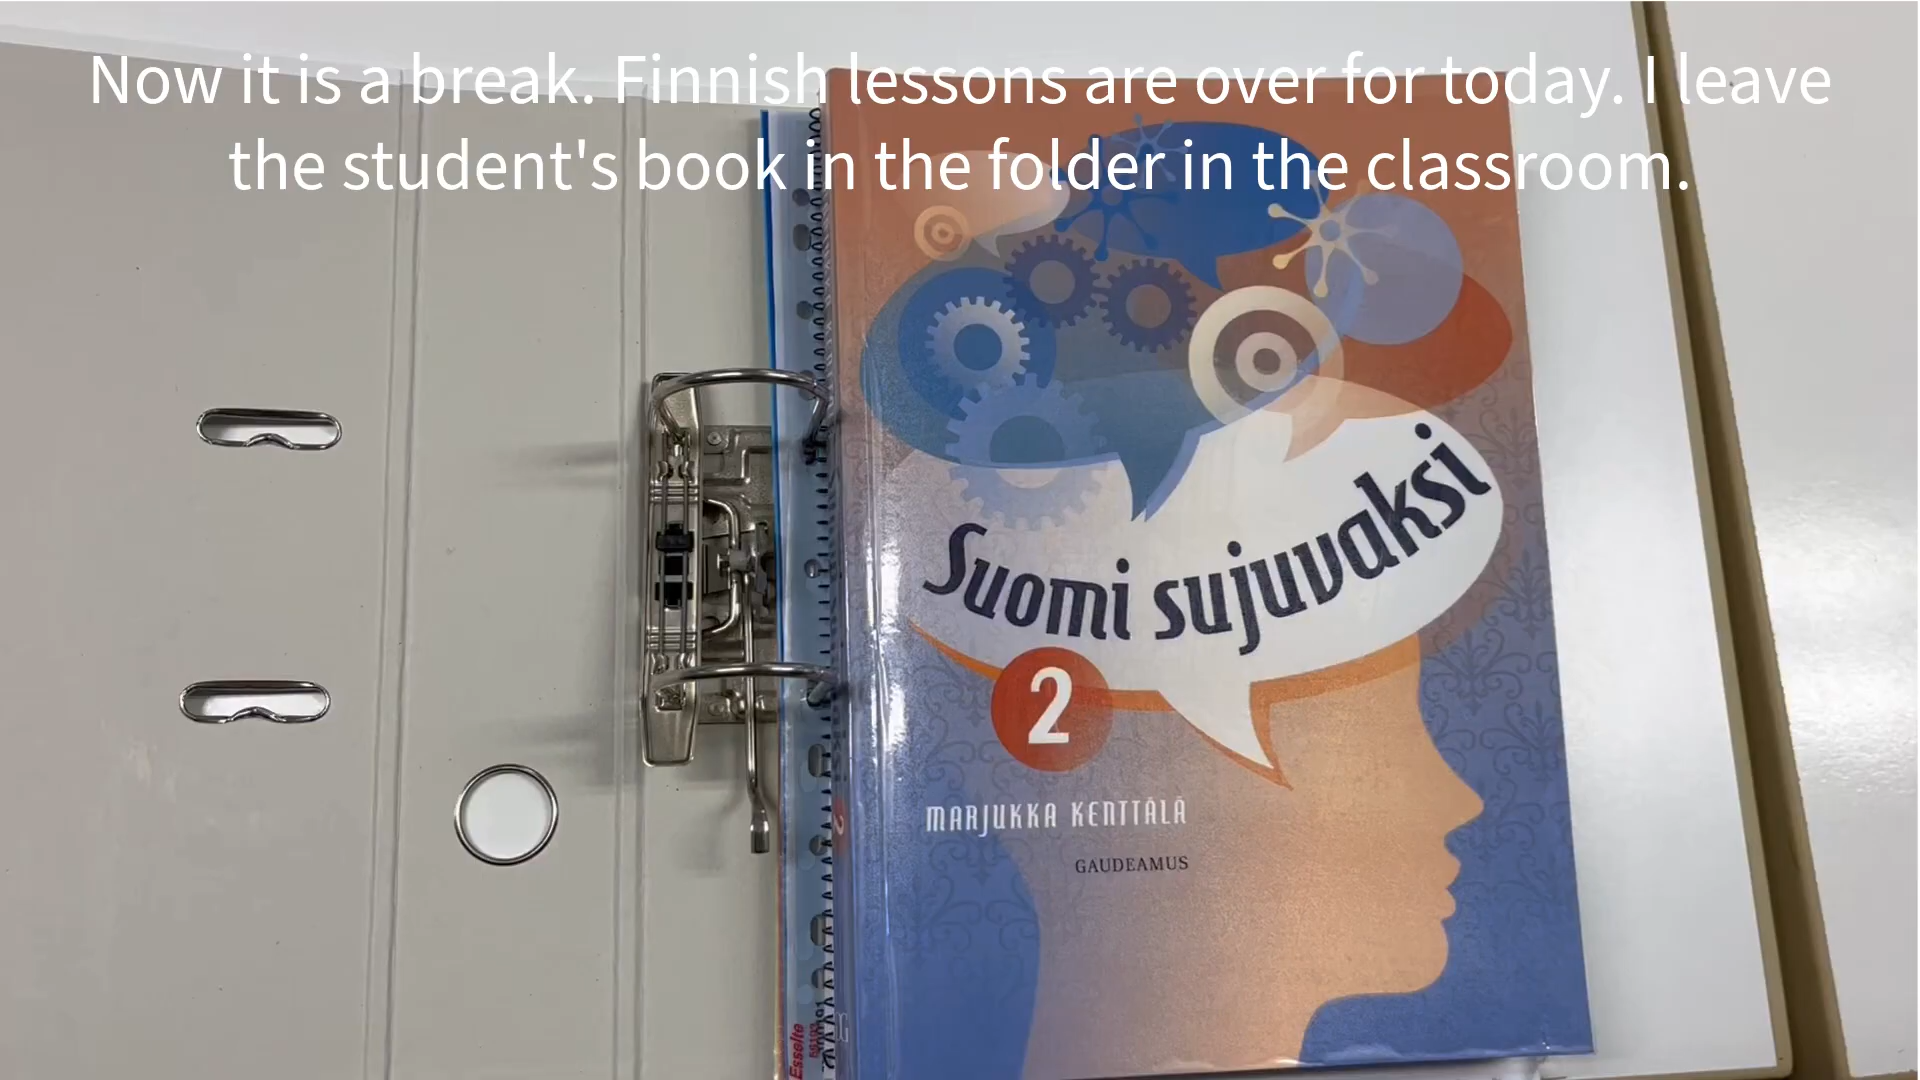 Now it is a break. Finnish lessons are over for today. I leave
the student's book in the folder in the classroom.
Suomi sujuvaksi
2
MARJUKKA KENTTÄLÄ
GAUDEAMUS
Esselte